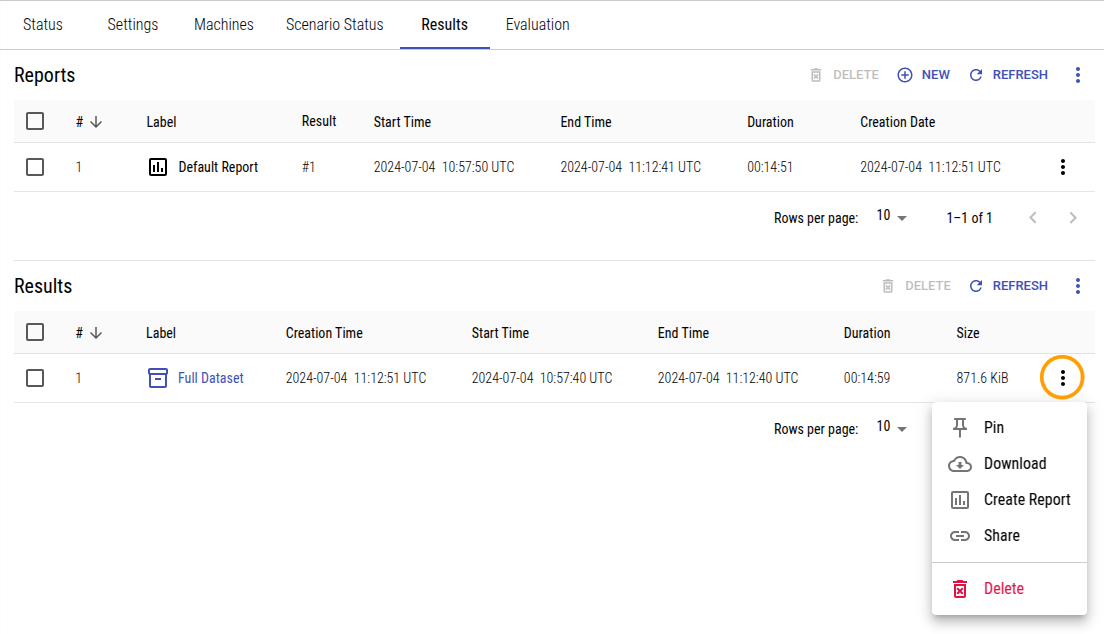 Status Settings Machines Scenario Status Results Evaluation
Reports DELETE NEW REFRESH
# Label Result Start Time End Time Duration Creation Date
1 Default Report #1 2024-07-04 10:57:50 UTC 2024-07-04 11:12:41 UTC 00:14:51 2024-07-04 11:12:51 UTC
Rows per page: 10 1–1 of 1
Results DELETE REFRESH
# Label Creation Time Start Time End Time Duration Size
1 Full Dataset 2024-07-04 11:12:51 UTC 2024-07-04 10:57:40 UTC 2024-07-04 11:12:40 UTC 00:14:59 871.6 KiB
Rows per page: 10
Pin
Download
Create Report
Share
Delete